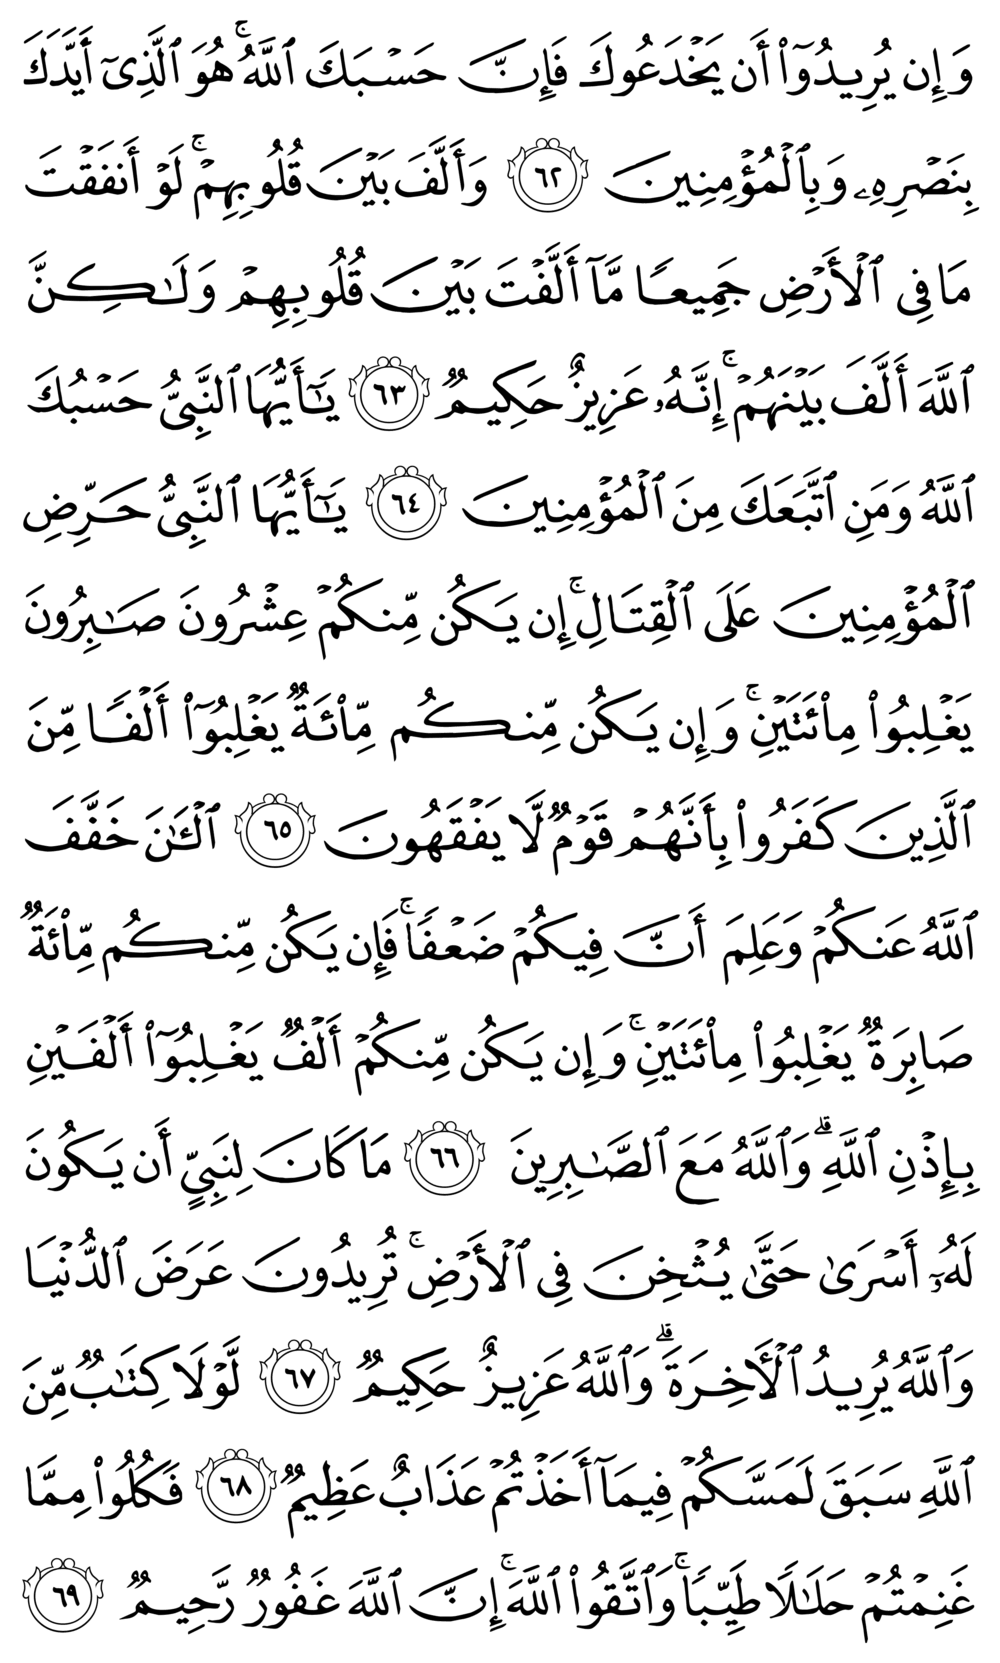 وَإِن يُرِيدُوٓا۟ أَن يَخْدَعُوكَ فَإِنَّ حَسْبَكَ ٱللَّهُ ۚ هُوَ ٱلَّذِىٓ أَيَّدَكَ
بِنَصْرِهِۦ وَبِٱلْمُؤْمِنِينَ ٦٢ وَأَلَّفَ بَيْنَ قُلُوبِهِمْ ۚ لَوْ أَنفَقْتَ
مَا فِى ٱلْأَرْضِ جَمِيعًا مَّآ أَلَّفْتَ بَيْنَ قُلُوبِهِمْ وَلَـٰكِنَّ
ٱللَّهَ أَلَّفَ بَيْنَهُمْ ۚ إِنَّهُۥ عَزِيزٌ حَكِيمٌ ٦٣ يَـٰٓأَيُّهَا ٱلنَّبِىُّ حَسْبُكَ
ٱللَّهُ وَمَنِ ٱتَّبَعَكَ مِنَ ٱلْمُؤْمِنِينَ ٦٤ يَـٰٓأَيُّهَا ٱلنَّبِىُّ حَرِّضِ
ٱلْمُؤْمِنِينَ عَلَى ٱلْقِتَالِ ۚ إِن يَكُن مِّنكُمْ عِشْرُونَ صَـٰبِرُونَ
يَغْلِبُوا۟ مِا۟ئَتَيْنِ ۚ وَإِن يَكُن مِّنكُم مِّا۟ئَةٌ يَغْلِبُوٓا۟ أَلْفًا مِّنَ
ٱلَّذِينَ كَفَرُوا۟ بِأَنَّهُمْ قَوْمٌ لَّا يَفْقَهُونَ ٦٥ ٱلْـَٔـٰنَ خَفَّفَ
ٱللَّهُ عَنكُمْ وَعَلِمَ أَنَّ فِيكُمْ ضَعْفًا ۚ فَإِن يَكُن مِّنكُم مِّا۟ئَةٌ
صَابِرَةٌ يَغْلِبُوا۟ مِا۟ئَتَيْنِ ۚ وَإِن يَكُن مِّنكُمْ أَلْفٌ يَغْلِبُوٓا۟ أَلْفَيْنِ
بِإِذْنِ ٱللَّهِ ۗ وَٱللَّهُ مَعَ ٱلصَّـٰبِرِينَ ٦٦ مَا كَانَ لِنَبِىٍّ أَن يَكُونَ
لَهُۥٓ أَسْرَىٰ حَتَّىٰ يُثْخِنَ فِى ٱلْأَرْضِ ۚ تُرِيدُونَ عَرَضَ ٱلدُّنْيَا
وَٱللَّهُ يُرِيدُ ٱلْـَٔاخِرَةَ ۗ وَٱللَّهُ عَزِيزٌ حَكِيمٌ ٦٧ لَّوْلَا كِتَـٰبٌ مِّنَ
ٱللَّهِ سَبَقَ لَمَسَّكُمْ فِيمَآ أَخَذْتُمْ عَذَابٌ عَظِيمٌ ٦٨ فَكُلُوا۟ مِمَّا
غَنِمْتُمْ حَلَـٰلًا طَيِّبًا ۚ وَٱتَّقُوا۟ ٱللَّهَ ۚ إِنَّ ٱللَّهَ غَفُورٌ رَّحِيمٌ ٦٩